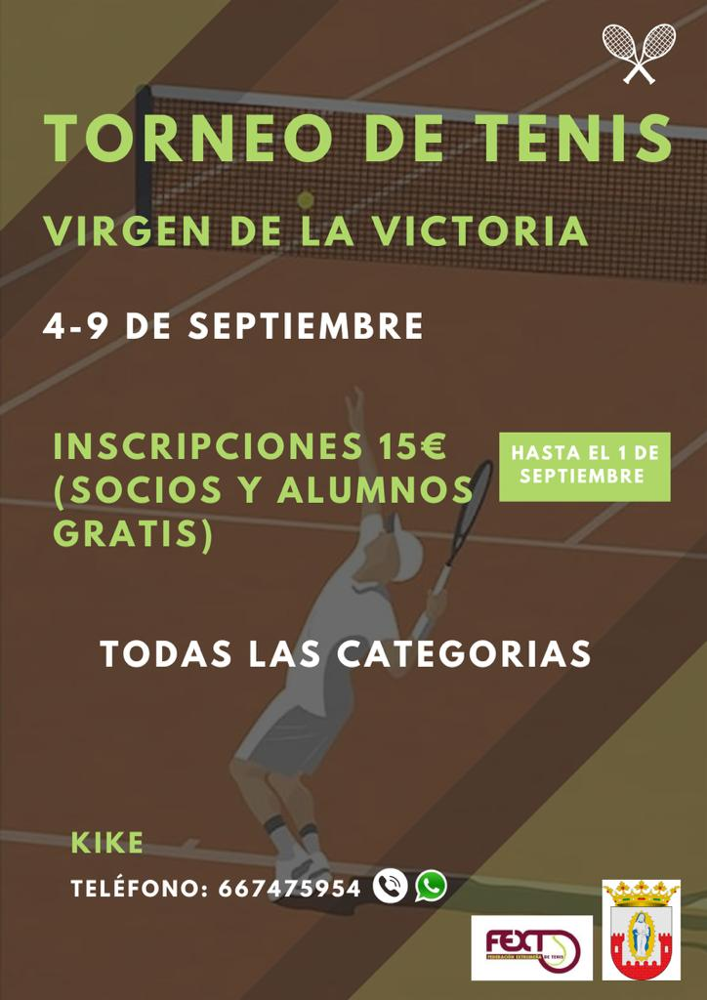 TORNEO DE TENIS
VIRGEN DE LA VICTORIA
4-9 DE SEPTIEMBRE
INSCRIPCIONES 15€
(SOCIOS Y ALUMNOS
GRATIS)
HASTA EL 1 DE
SEPTIEMBRE
TODAS LAS CATEGORIAS
KIKE
TELÉFONO: 667475954
FEXT
FEDERACIÓN EXTREMEÑA DE TENIS